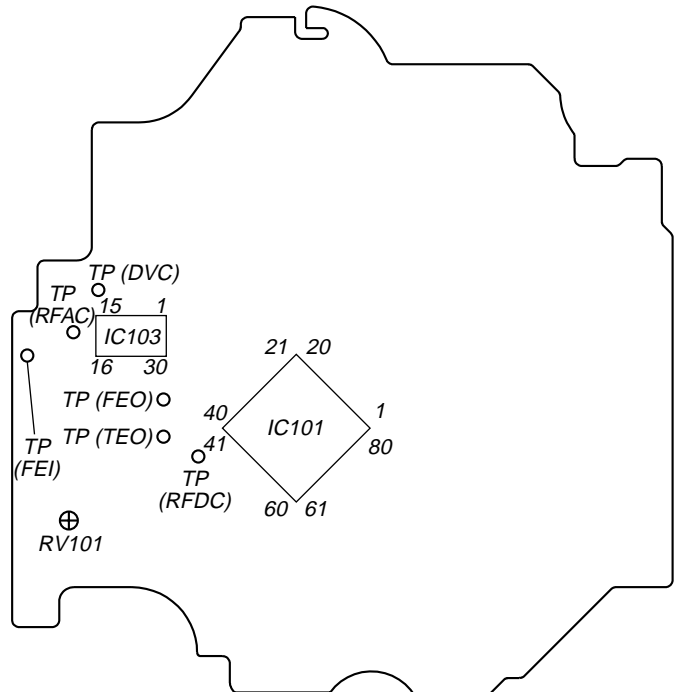 TP (DVC)
TP
(RFAC)
15 1
IC103
16 30
TP (FEO)
TP (TEO)
TP
(FEI)
21 20
40
41
IC101
1
80
60 61
TP
(RFDC)
RV101